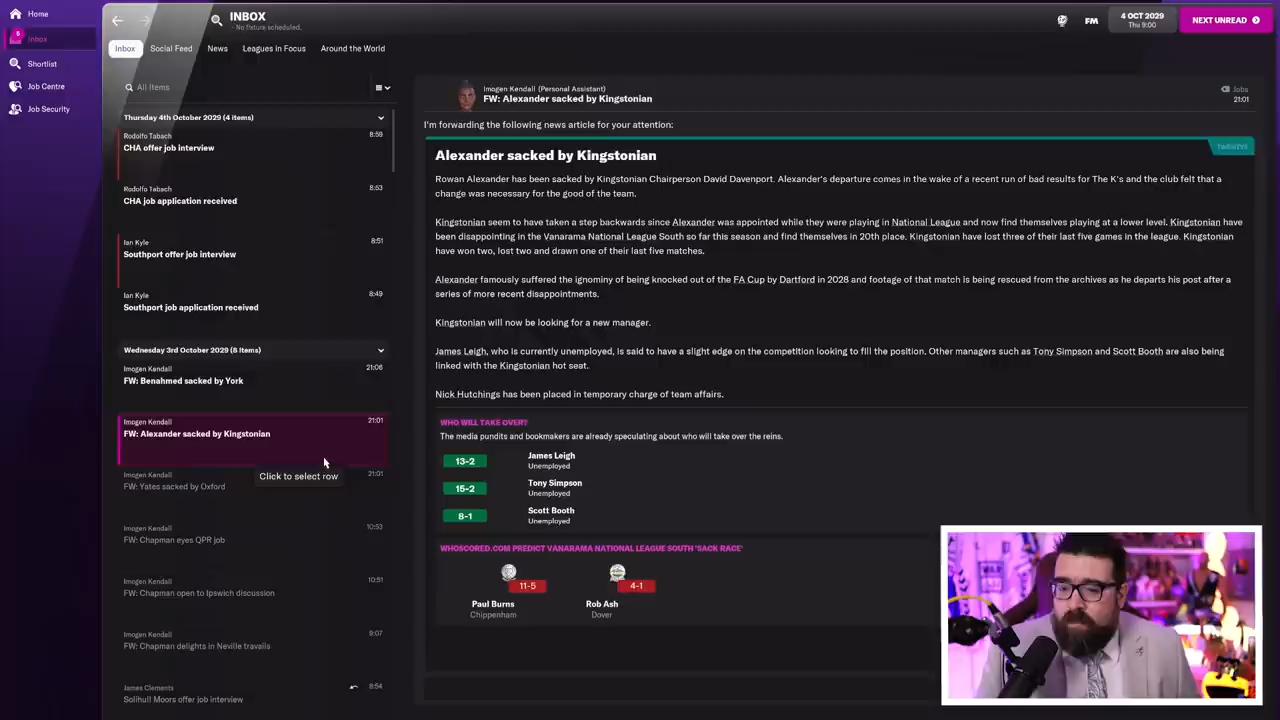 Home
5
Inbox
Shortlist
Job Centre
Job Security
INBOX
- No fixture scheduled.
FM
4 OCT 2029
Thu 9:00
NEXT UNREAD
Inbox
Social Feed
News
Leagues in Focus
Around the World
All Items
Thursday 4th October 2029 (4 items)
Rodolfo Tabach
8:59
CHA offer job interview
Rodolfo Tabach
8:53
CHA job application received
Ian Kyle
8:51
Southport offer job interview
Ian Kyle
8:49
Southport job application received
Wednesday 3rd October 2029 (8 items)
Imogen Kendall
21:06
FW: Benahmed sacked by York
Imogen Kendall
21:01
FW: Alexander sacked by Kingstonian
Imogen Kendall
21:01
FW: Yates sacked by Oxford
Click to select row
Imogen Kendall
10:53
FW: Chapman eyes QPR job
Imogen Kendall
10:51
FW: Chapman open to Ipswich discussion
Imogen Kendall
9:07
FW: Chapman delights in Neville travails
James Clements
8:54
Solihull Moors offer job interview
Imogen Kendall (Personal Assistant)
FW: Alexander sacked by Kingstonian
Jobs
21:01
I'm forwarding the following news article for your attention:
Alexander sacked by Kingstonian
Rowan Alexander has been sacked by Kingstonian Chairperson David Davenport. Alexander's departure comes in the wake of a recent run of bad results for The K's and the club felt that a
change was necessary for the good of the team.
Kingstonian seem to have taken a step backwards since Alexander was appointed while they were playing in National League and now find themselves playing at a lower level. Kingstonian have
been disappointing in the Vanarama National League South so far this season and find themselves in 20th place. Kingstonian have lost three of their last five games in the league. Kingstonian
have won two, lost two and drawn one of their last five matches.
Alexander famously suffered the ignominy of being knocked out of the FA Cup by Dartford in 2028 and footage of that match is being rescued from the archives as he departs his post after a
series of more recent disappointments.
Kingstonian will now be looking for a new manager.
James Leigh, who is currently unemployed, is said to have a slight edge on the competition looking to fill the position. Other managers such as Tony Simpson and Scott Booth are also being
linked with the Kingstonian hot seat.
Nick Hutchings has been placed in temporary charge of team affairs.
WHO WILL TAKE OVER?
The media pundits and bookmakers are already speculating about who will take over the reins.
13-2
James Leigh
Unemployed
15-2
Tony Simpson
Unemployed
8-1
Scott Booth
Unemployed
WHOSCORED.COM PREDICT VANARAMA NATIONAL LEAGUE SOUTH 'SACK RACE'
11-5
4-1
Paul Burns
Chippenham
Rob Ash
Dover